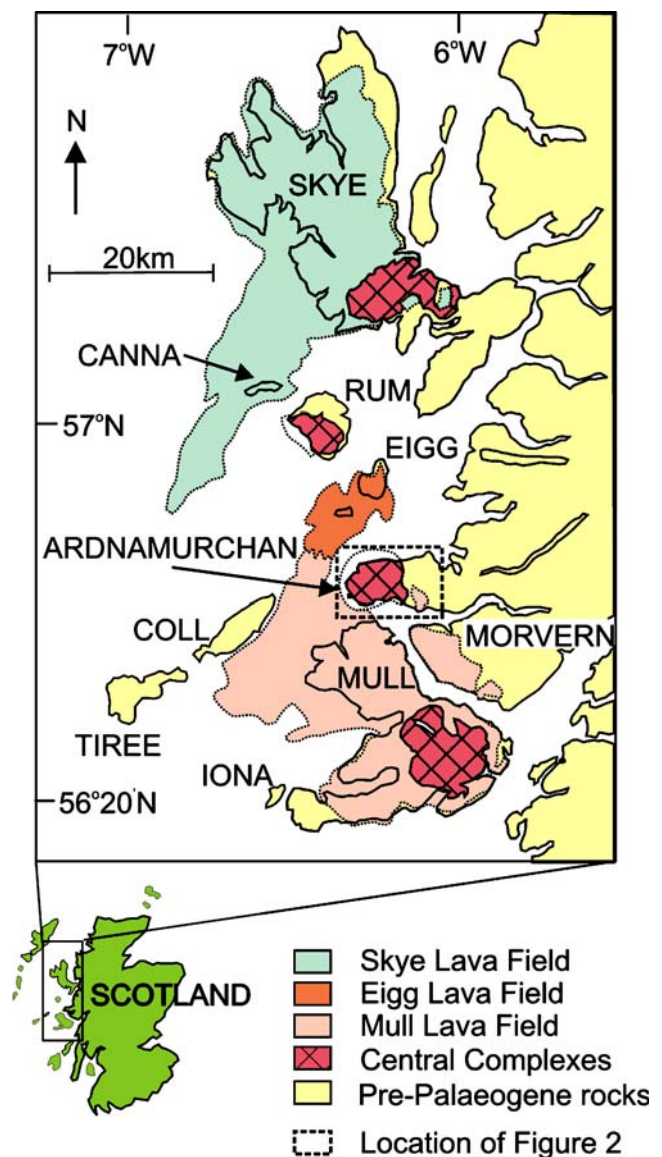 7°W
6°W
N
SKYE
20km
CANNA
RUM
57°N
EIGG
ARDNAMURCHAN
COLL
MORVERN
MULL
TIREE
IONA
56°20'N
SCOTLAND
Skye Lava Field
Eigg Lava Field
Mull Lava Field
Central Complexes
Pre-Palaeogene rocks
Location of Figure 2